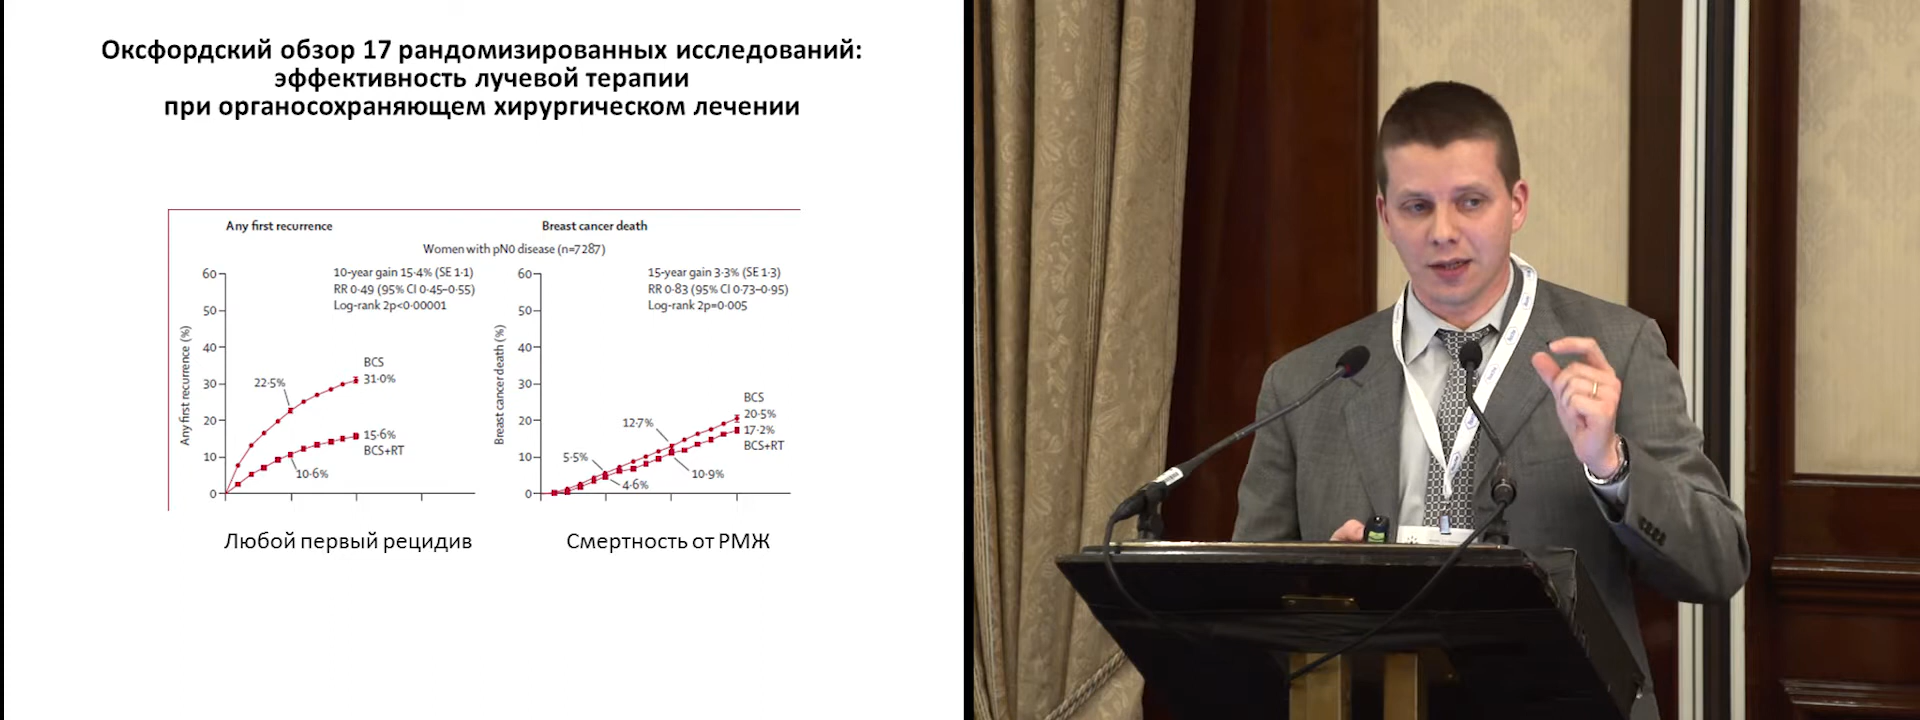 Оксфордский обзор 17 рандомизированных исследований:
эффективность лучевой терапии
при органосохраняющем хирургическом лечении
Any first recurrence
Breast cancer death
Women with pN0 disease (n=7287)
10-year gain 15·4% (SE 1·1)
RR 0·49 (95% CI 0·45–0·55)
Log-rank 2p<0·00001
Any first recurrence (%)
60
50
40
30
20
10
0
22·5%
BCS
31·0%
15·6%
BCS+RT
10·6%
15-year gain 3·3% (SE 1·3)
RR 0·83 (95% CI 0·73–0·95)
Log-rank 2p=0·005
Breast cancer death (%)
60
50
40
30
20
10
0
5·5%
4·6%
12·7%
10·9%
BCS
20·5%
17·2%
BCS+RT
Любой первый рецидив
Смертность от РМЖ